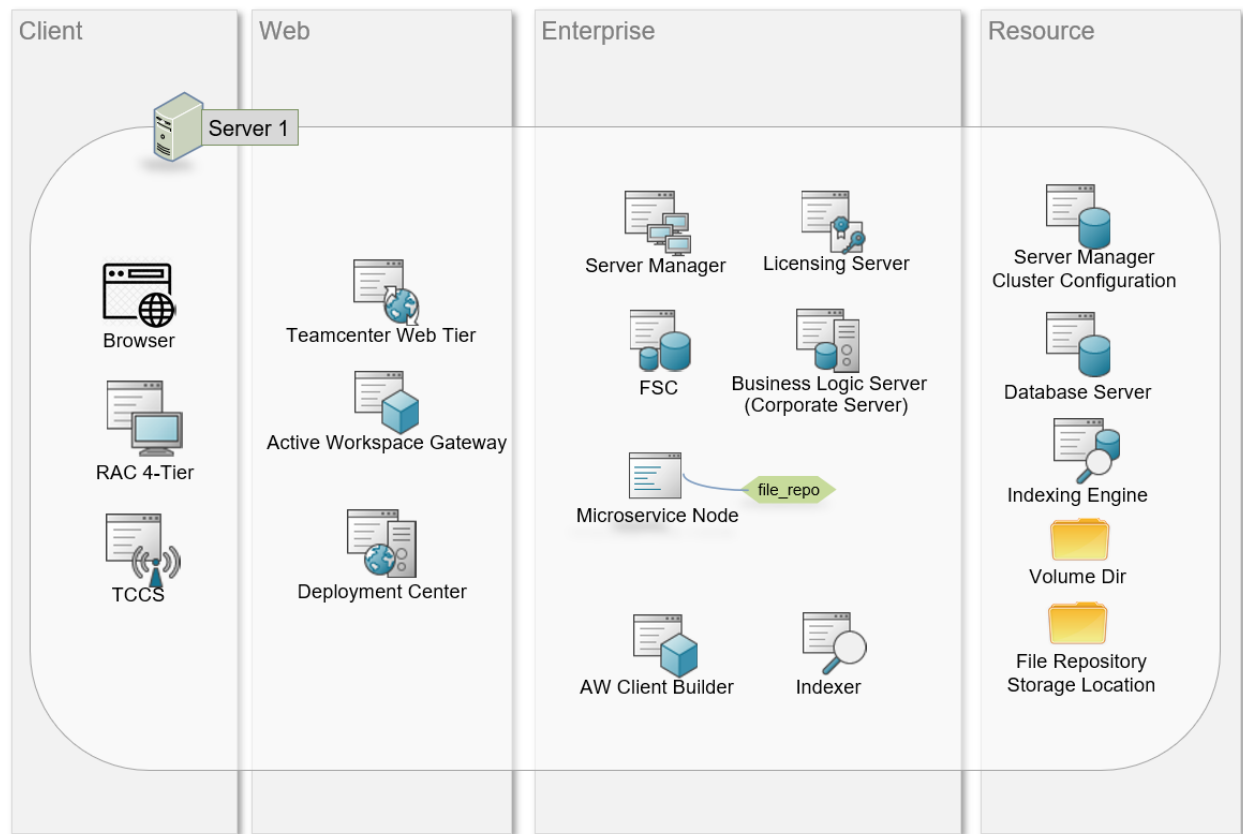 Client
Web
Enterprise
Resource
Server 1
Browser
RAC 4-Tier
TCCS
Teamcenter Web Tier
Active Workspace Gateway
Deployment Center
Server Manager
Licensing Server
FSC
Business Logic Server
(Corporate Server)
Microservice Node
file_repo
AW Client Builder
Indexer
Server Manager
Cluster Configuration
Database Server
Indexing Engine
Volume Dir
File Repository
Storage Location